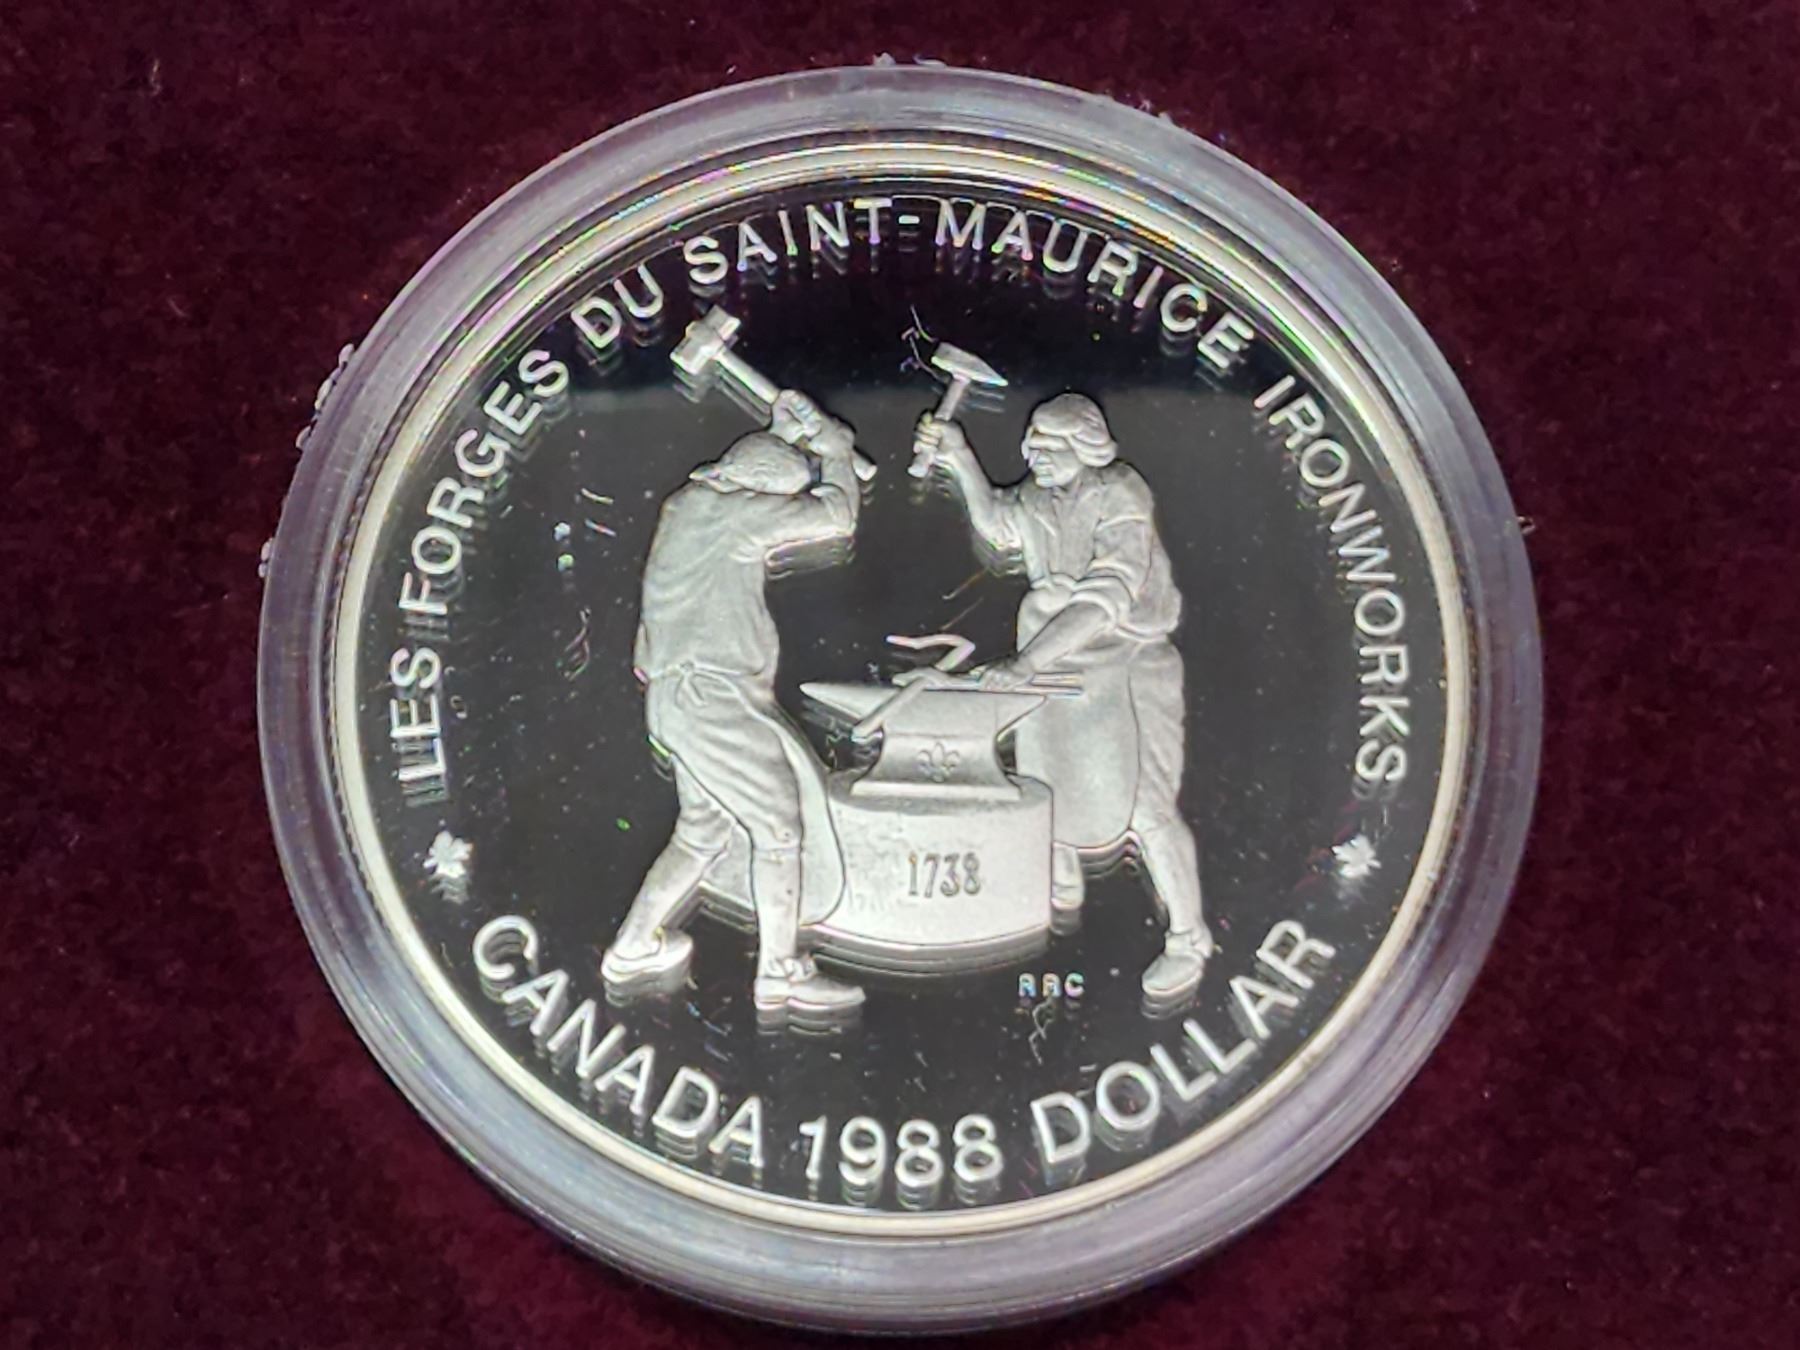 LES FORGES DU SAINT-MAURICE IRONWORKS
1738
RRC
CANADA 1988 DOLLAR